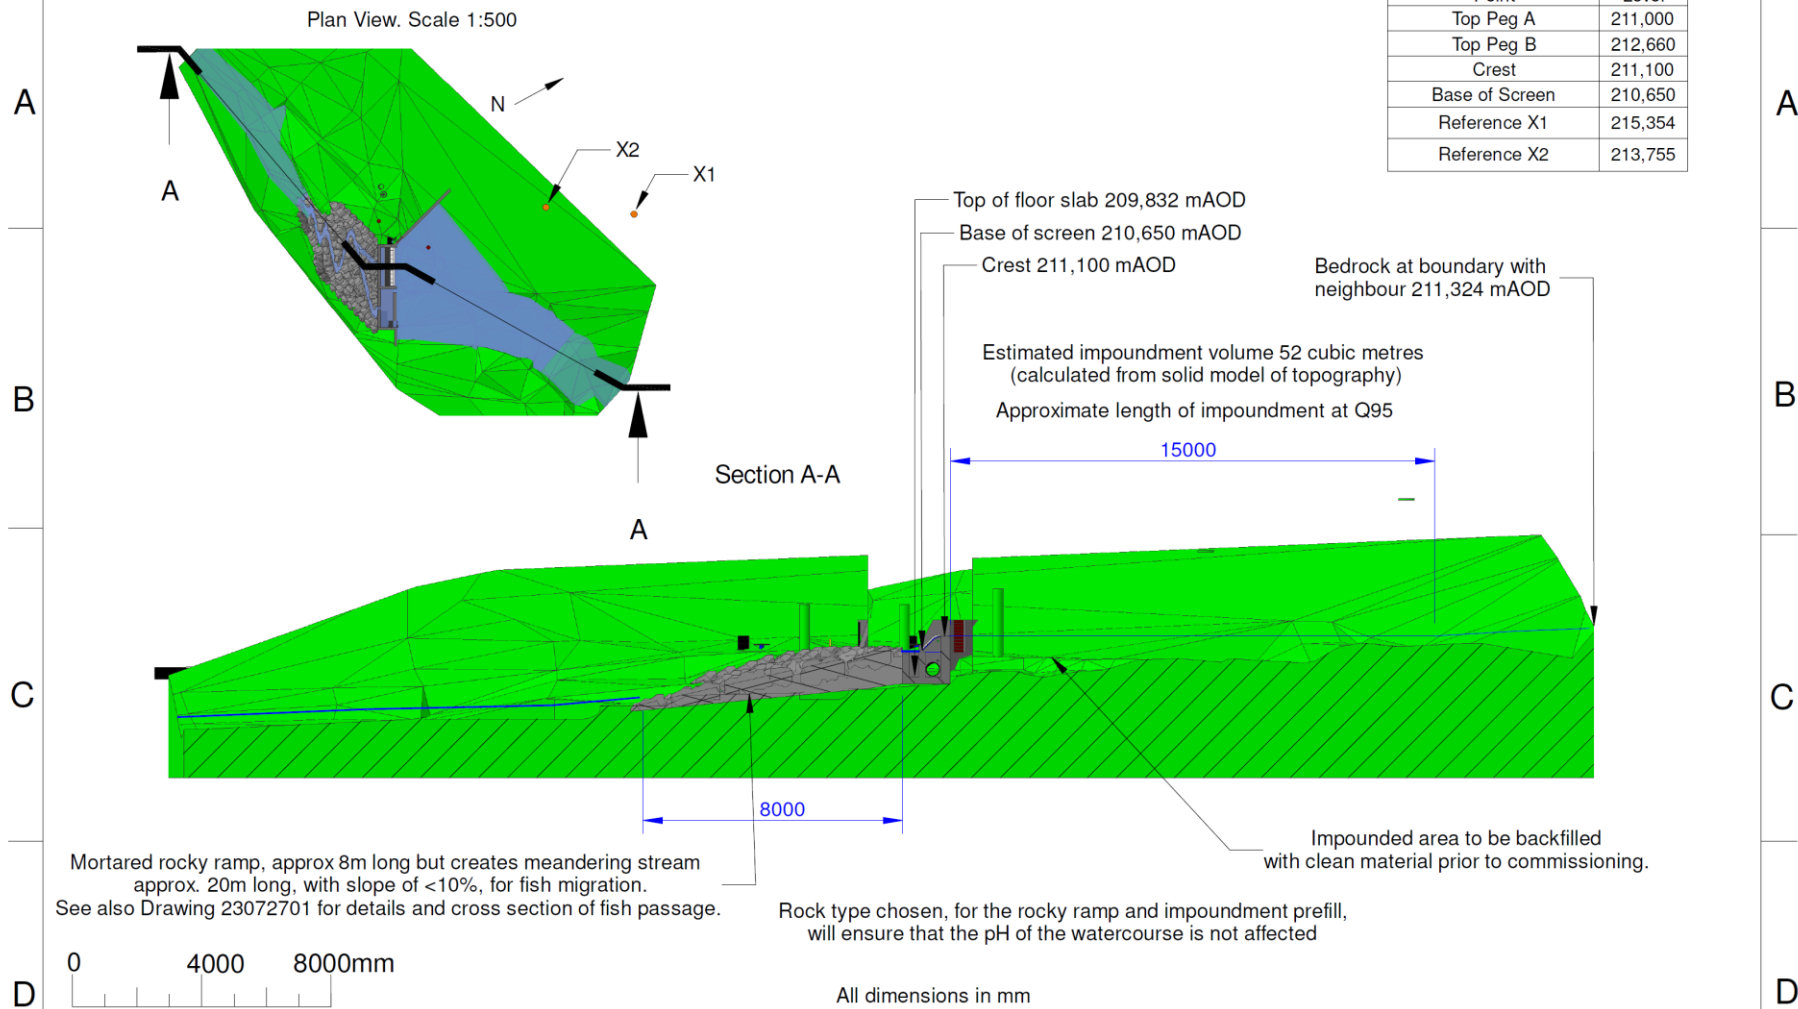 Plan View. Scale 1:500
Point Level
Top Peg A 211,000
Top Peg B 212,660
Crest 211,100
Base of Screen 210,650
Reference X1 215,354
Reference X2 213,755
A
A
N
X2
X1
A
Top of floor slab 209,832 mAOD
Base of screen 210,650 mAOD
Crest 211,100 mAOD
Bedrock at boundary with
neighbour 211,324 mAOD
Estimated impoundment volume 52 cubic metres
(calculated from solid model of topography)
Approximate length of impoundment at Q95
B
B
15000
Section A-A
A
C
C
8000
Mortared rocky ramp, approx 8m long but creates meandering stream
approx. 20m long, with slope of <10%, for fish migration.
See also Drawing 23072701 for details and cross section of fish passage.
Impounded area to be backfilled
with clean material prior to commissioning.
Rock type chosen, for the rocky ramp and impoundment prefill,
will ensure that the pH of the watercourse is not affected
0 4000 8000mm
D
D
All dimensions in mm